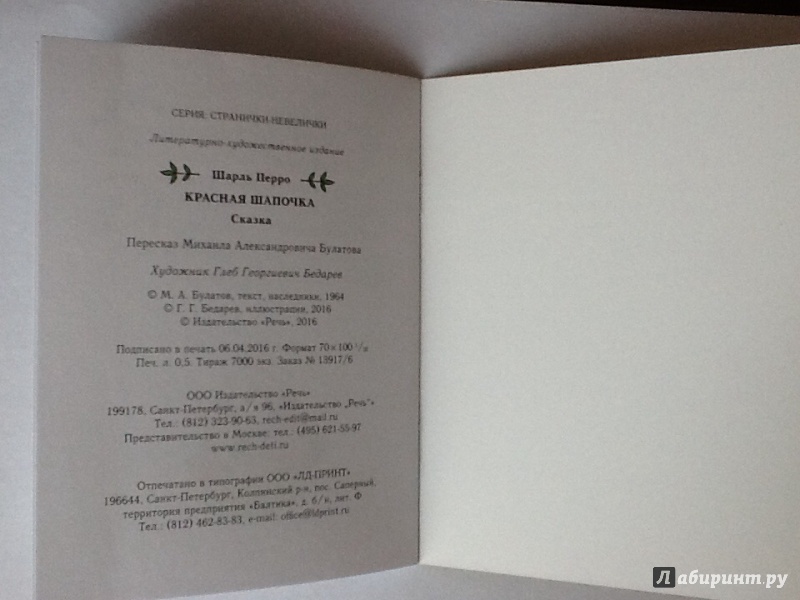 СЕРИЯ: СТРАНИЧКИ-НЕВЕЛИЧКИ
Литературно-художественное издание
Шарль Перро
КРАСНАЯ ШАПОЧКА
Сказка
Пересказ Михаила Александровича Булатова
Художник Глеб Георгиевич Бедарев
© М. А. Булатов, текст, наследники, 1964
© Г. Г. Бедарев, иллюстрации, 2016
© Издательство «Речь», 2016
Подписано в печать 06.04.2016 г. Формат 70×100
Печ. л. 0,5. Тираж 7000 экз. Заказ № 13917/6
ООО Издательство «Речь»
199178, Санкт-Петербург, а/я 96, «Издательство „Речь“»
Тел.: (812) 323-90-63, rech-edit@mail.ru
Представительство в Москве: тел.: (495) 621-55-97
www.rech-deti.ru
Отпечатано в типографии ООО «ЛД-ПРИНТ»
196644, Санкт-Петербург, Колпинский р-н, пос. Саперный,
территория предприятия «Балтика», д. б/н, лит. Ф
Тел.: (812) 462-83-83, e-mail: office@ldprint.ru
Лабиринт.ру